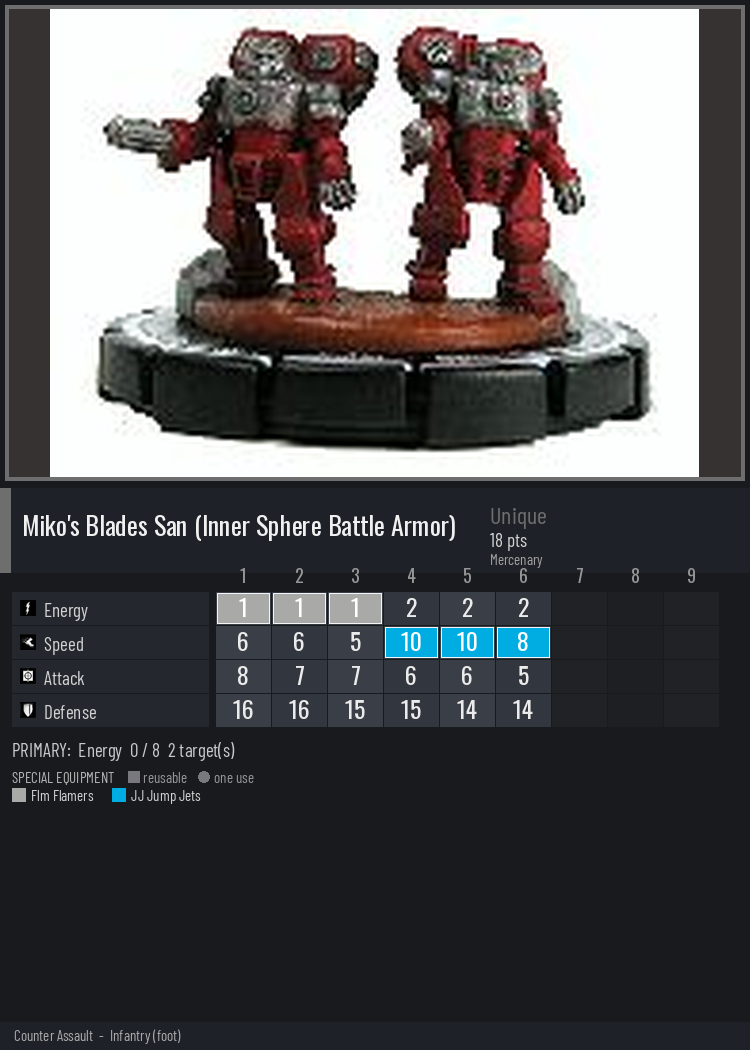 Miko's Blades San (Inner Sphere Battle Armor)
Unique
18 pts
Mercenary
1 2 3 4 5 6 7 8 9
Energy 1 1 1 2 2 2
Speed 6 6 5 10 10 8
Attack 8 7 7 6 6 5
Defense 16 16 15 15 14 14
PRIMARY: Energy 0 / 8 2 target(s)
SPECIAL EQUIPMENT reusable one use
Flm Flamers JJ Jump Jets
Counter Assault - Infantry (foot)